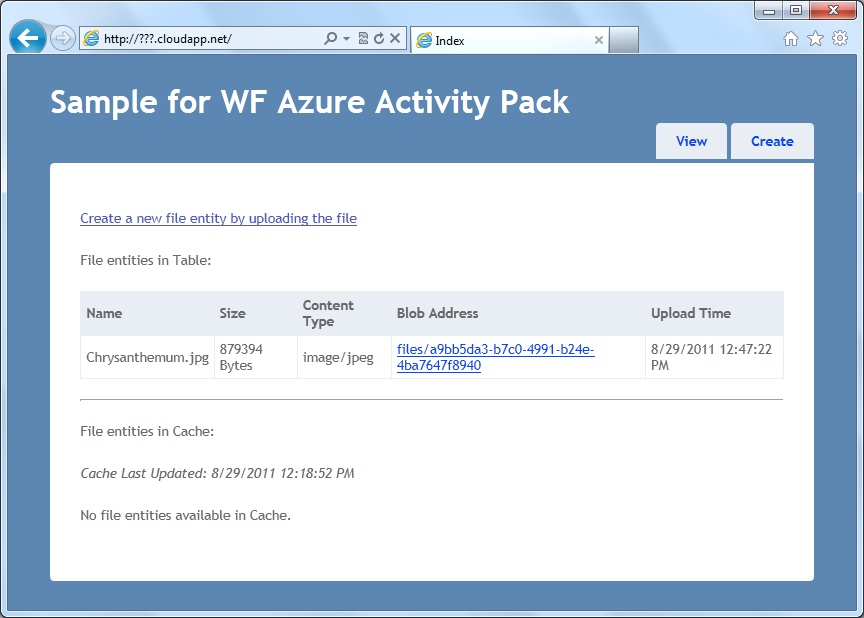 http://???.cloudapp.net/
Index
Sample for WF Azure Activity Pack
View
Create
Create a new file entity by uploading the file
File entities in Table:
Name Size Content Type Blob Address Upload Time
Chrysanthemum.jpg 879394 Bytes image/jpeg files/a9bb5da3-b7c0-4991-b24e-4ba7647f8940 8/29/2011 12:47:22 PM
File entities in Cache:
Cache Last Updated: 8/29/2011 12:18:52 PM
No file entities available in Cache.